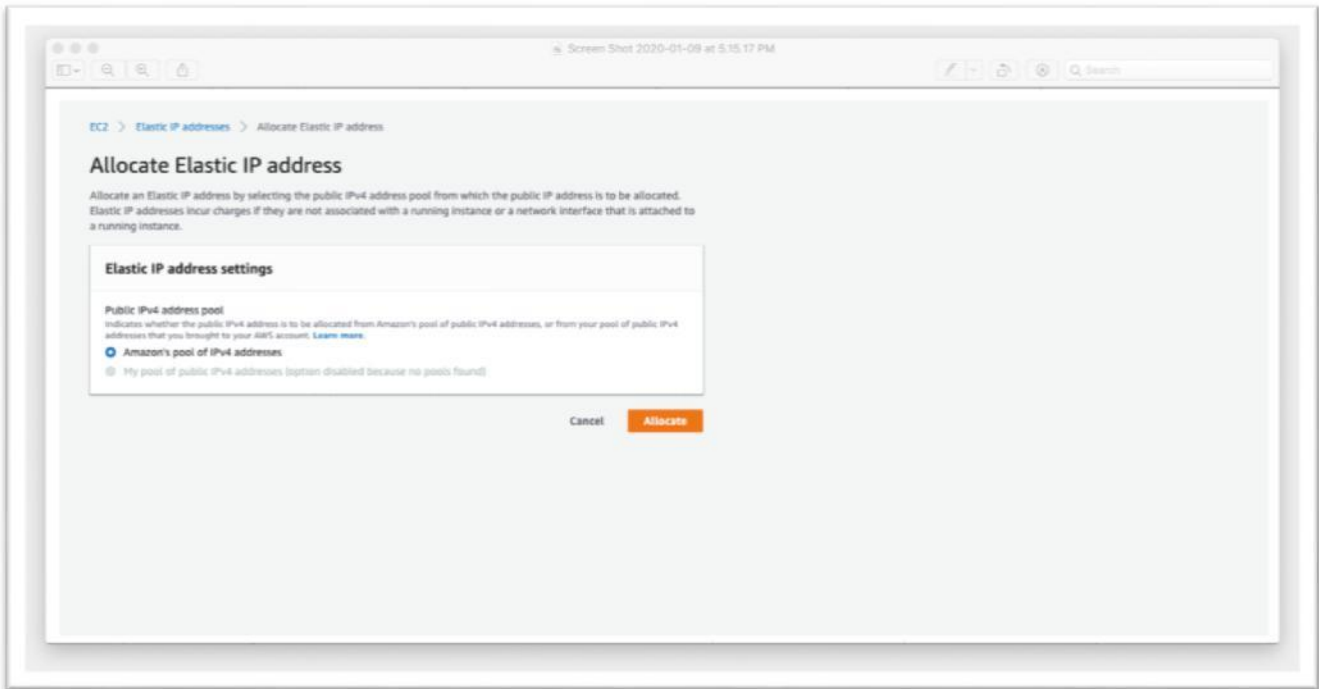 Screen Shot 2020-01-09 at 5.15.17 PM
Search
EC2 > Elastic IP addresses > Allocate Elastic IP address
Allocate Elastic IP address
Allocate an Elastic IP address by selecting the public IPv4 address pool from which the public IP address is to be allocated.
Elastic IP addresses incur charges if they are not associated with a running instance or a network interface that is attached to
a running instance.
Elastic IP address settings
Public IPv4 address pool
Indicates whether the public IPv4 address is to be allocated from Amazon's pool of public IPv4 addresses, or from your pool of public IPv4
addresses that you brought to your AWS account. Learn more.
Amazon's pool of IPv4 addresses
My pool of public IPv4 addresses (option disabled because no pools found)
Cancel Allocate